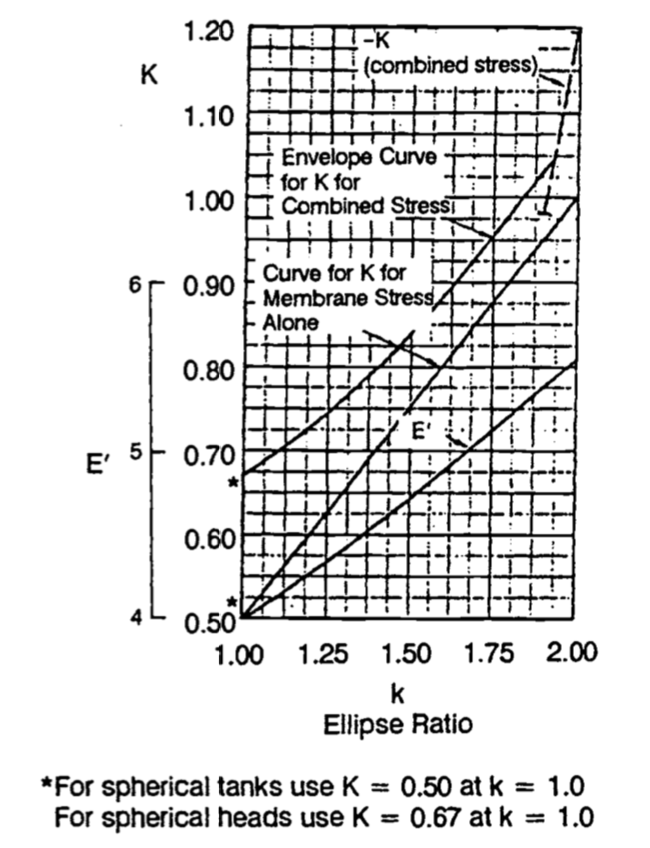 1.20
K
-K
(combined stress)
1.10
Envelope Curve
for K for
Combined Stress
1.00
6
0.90
Curve for K for
Membrane Stress
Alone
0.80
E′
E′
5
0.70
*
0.60
*
4
0.50
1.00 1.25 1.50 1.75 2.00
k
Ellipse Ratio
*For spherical tanks use K = 0.50 at k = 1.0
For spherical heads use K = 0.67 at k = 1.0